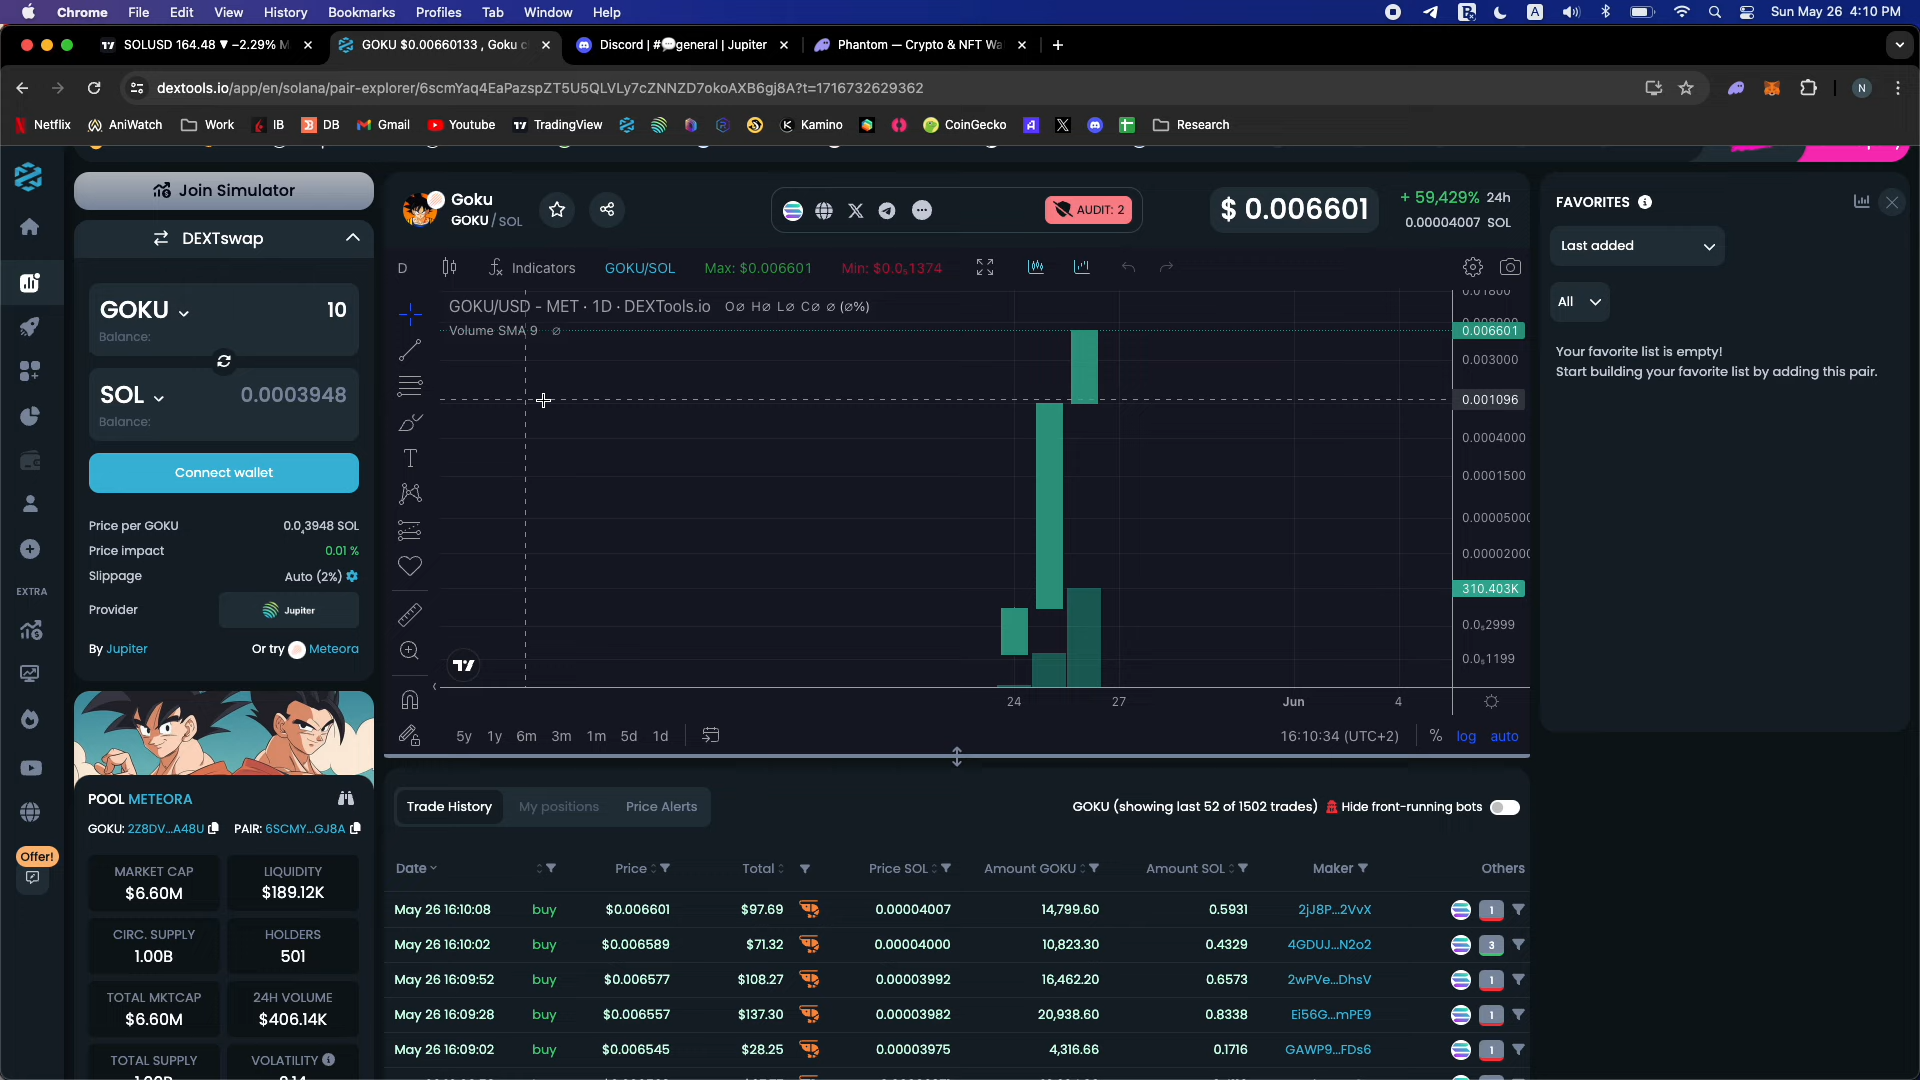 Chrome File Edit View History Bookmarks Profiles Tab Window Help
A Sun May 26 4:10 PM
SOLUSD 164.48 ▼ −2.29% M
GOKU $0.00660133 , Goku c
Discord | #💬general | Jupiter
Phantom — Crypto & NFT Wa
dextools.io/app/en/solana/pair-explorer/6scmYaq4EaPazspZT5U5QLVLy7cZNNZD7okoAXB6gj8A?t=1716732629362
N
Netflix AniWatch Work IB DB Gmail Youtube TradingView Kamino CoinGecko Research
Join Simulator
DEXTswap
GOKU 10
Balance:
SOL 0.0003948
Balance:
Connect wallet
Price per GOKU 0.0₄3948 SOL
Price impact 0.01 %
Slippage Auto (2%)
Provider Jupiter
By Jupiter Or try Meteora
EXTRA
Offer!
POOL METEORA
GOKU: 2Z8DV...A48U PAIR: 6SCMY...GJ8A
MARKET CAP LIQUIDITY
$6.60M $189.12K
CIRC. SUPPLY HOLDERS
1.00B 501
TOTAL MKTCAP 24H VOLUME
$6.60M $406.14K
TOTAL SUPPLY VOLATILITY
Goku
GOKU / SOL
AUDIT: 2
$ 0.006601
+ 59,429% 24h
0.00004007 SOL
D Indicators GOKU/SOL Max: $0.006601 Min: $0.0₅1374
GOKU/USD - MET · 1D · DEXTools.io O∅ H∅ L∅ C∅ ∅ (∅%)
Volume SMA 9 ∅
0.01800
0.006601
0.003000
0.001096
0.0004000
0.0001500
0.00005000
0.00002000
310.403K
0.0₅2999
0.0₅1199
24 27 Jun 4
5y 1y 6m 3m 1m 5d 1d
16:10:34 (UTC+2) % log auto
Trade History My positions Price Alerts
GOKU (showing last 52 of 1502 trades) Hide front-running bots
Date Price Total Price SOL Amount GOKU Amount SOL Maker Others
May 26 16:10:08 buy $0.006601 $97.69 0.00004007 14,799.60 0.5931 2jJ8P...2VvX 1
May 26 16:10:02 buy $0.006589 $71.32 0.00004000 10,823.30 0.4329 4GDUJ...N2o2 3
May 26 16:09:52 buy $0.006577 $108.27 0.00003992 16,462.20 0.6573 2wPVe...DhsV 1
May 26 16:09:28 buy $0.006557 $137.30 0.00003982 20,938.60 0.8338 Ei56G...mPE9 1
May 26 16:09:02 buy $0.006545 $28.25 0.00003975 4,316.66 0.1716 GAWP9...FDs6 1
FAVORITES
Last added
All
Your favorite list is empty!
Start building your favorite list by adding this pair.